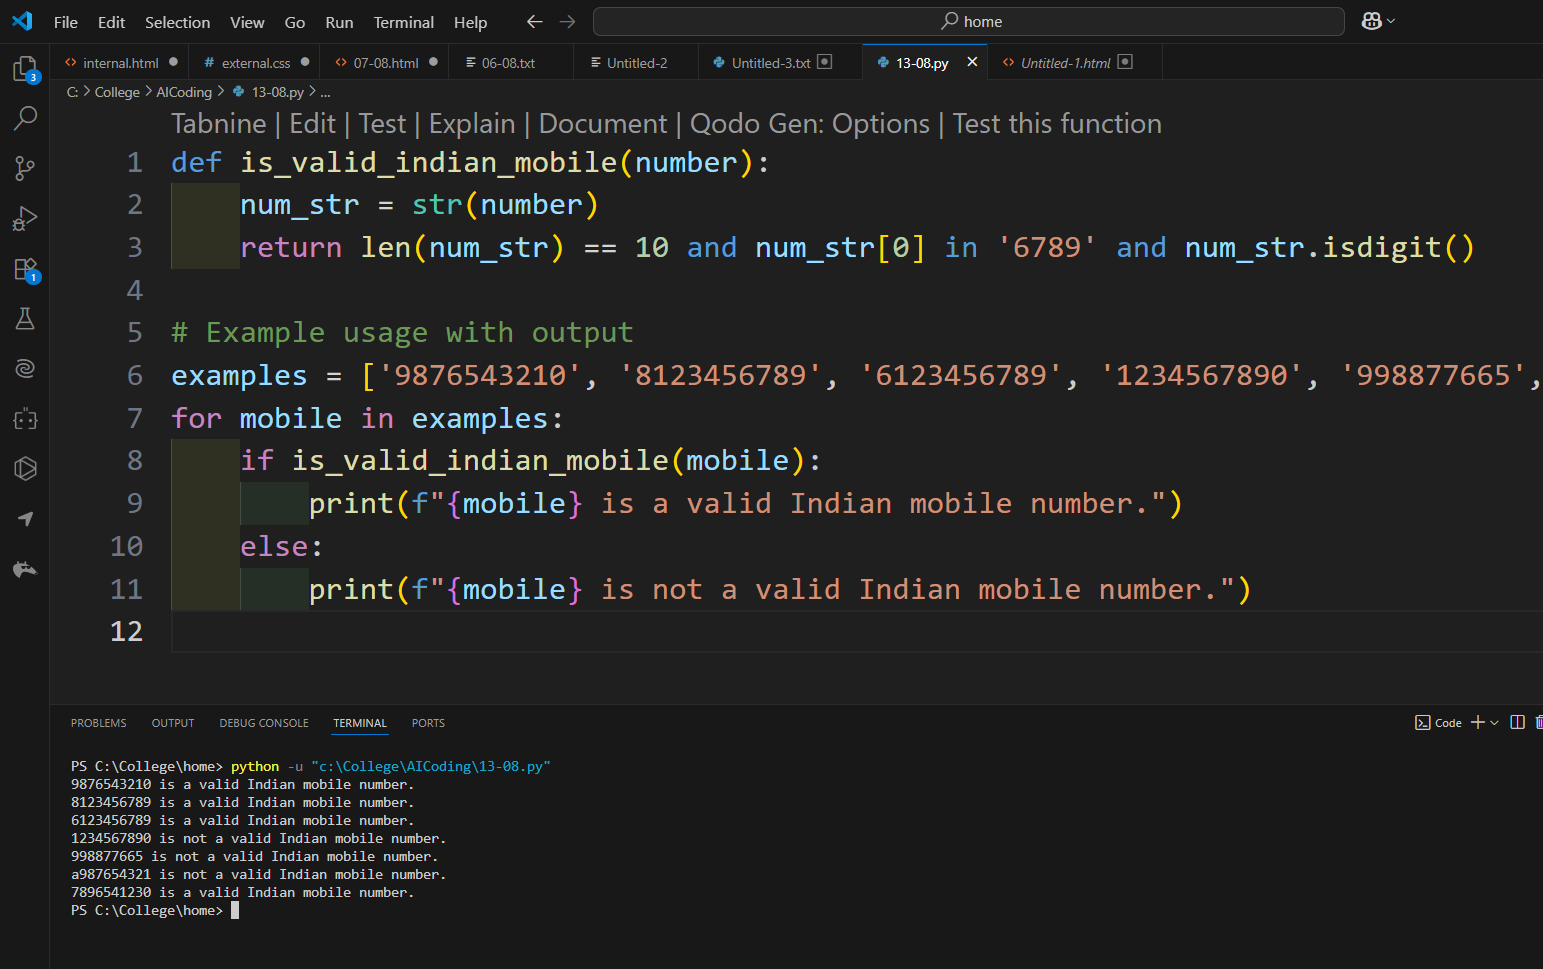 File Edit Selection View Go Run Terminal Help
home
internal.html
external.css
07-08.html
06-08.txt
Untitled-2
Untitled-3.txt
13-08.py
Untitled-1.html
C: > College > AICoding > 13-08.py > ...
3
1
Tabnine | Edit | Test | Explain | Document | Qodo Gen: Options | Test this function
1 def is_valid_indian_mobile(number):
2     num_str = str(number)
3     return len(num_str) == 10 and num_str[0] in '6789' and num_str.isdigit()
4
5 # Example usage with output
6 examples = ['9876543210', '8123456789', '6123456789', '1234567890', '998877665',
7 for mobile in examples:
8     if is_valid_indian_mobile(mobile):
9         print(f"{mobile} is a valid Indian mobile number.")
10     else:
11         print(f"{mobile} is not a valid Indian mobile number.")
12
PROBLEMS OUTPUT DEBUG CONSOLE TERMINAL PORTS
Code
PS C:\College\home> python -u "c:\College\AICoding\13-08.py"
9876543210 is a valid Indian mobile number.
8123456789 is a valid Indian mobile number.
6123456789 is a valid Indian mobile number.
1234567890 is not a valid Indian mobile number.
998877665 is not a valid Indian mobile number.
a987654321 is not a valid Indian mobile number.
7896541230 is a valid Indian mobile number.
PS C:\College\home>